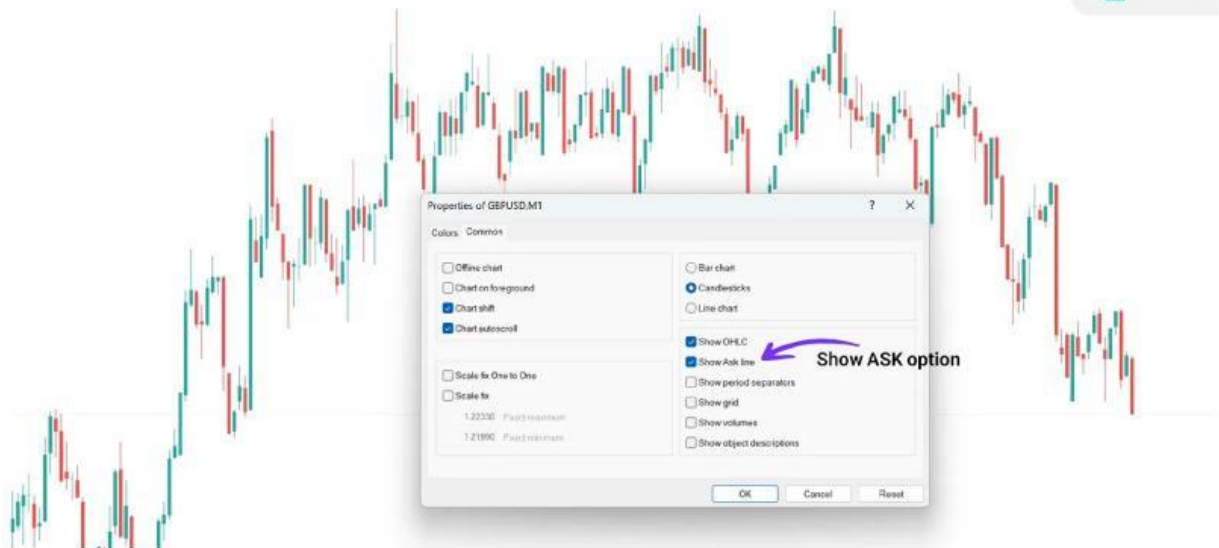 Properties of GBPUSD,M1
?
Colors
Common
Offline chart
Chart on foreground
Chart shift
Chart autoscroll
Scale fix One to One
Scale fix
1.22330 Fixed maximum
1.21990 Fixed minimum
Bar chart
Candlesticks
Line chart
Show OHLC
Show Ask line
Show period separators
Show grid
Show volumes
Show object descriptions
Show ASK option
OK
Cancel
Reset